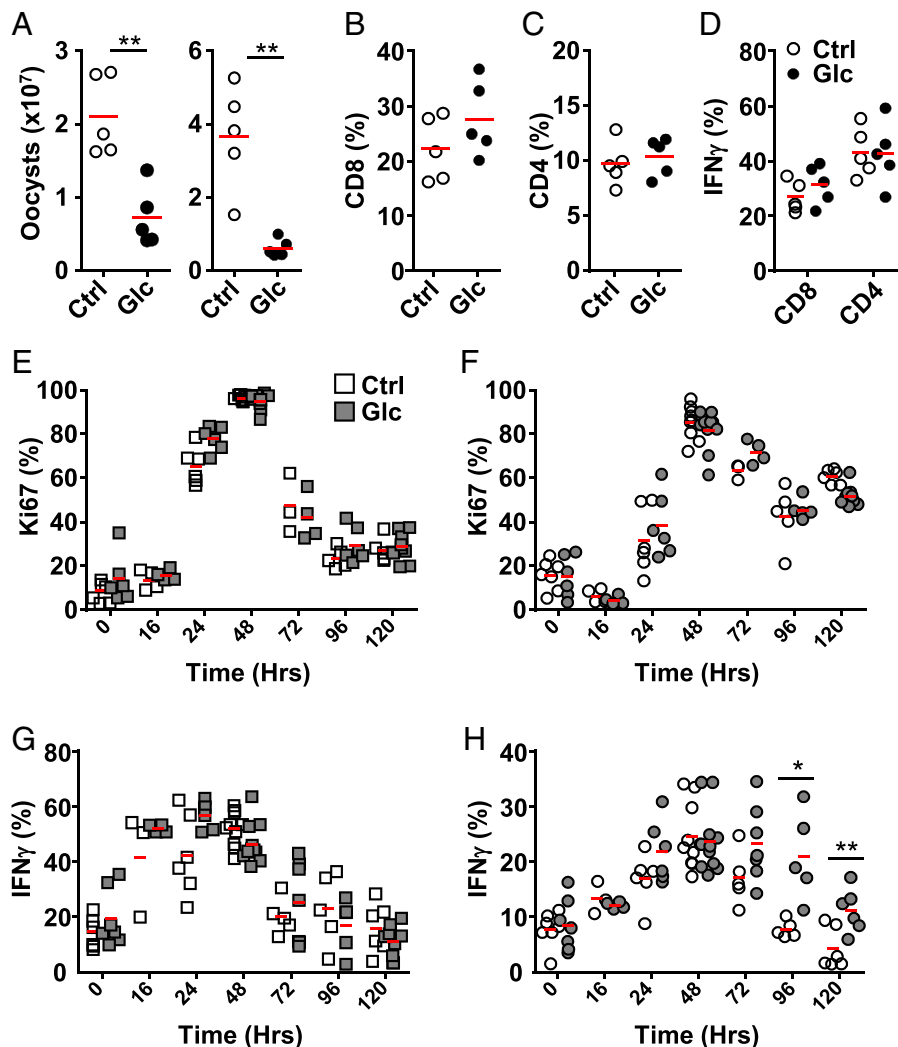 A
Oocysts (x10⁷)
3
2
1
0
**
Ctrl
Glc
6
4
2
0
**
Ctrl
Glc
B
CD8 (%)
40
30
20
10
0
Ctrl
Glc
C
CD4 (%)
20
15
10
5
0
Ctrl
Glc
D
IFNγ (%)
80
60
40
20
0
Ctrl
Glc
CD8
CD4
E
Ki67 (%)
100
80
60
40
20
0
Ctrl
Glc
0 16 24 48 72 96 120
Time (Hrs)
F
Ki67 (%)
100
80
60
40
20
0
0 16 24 48 72 96 120
Time (Hrs)
G
IFNγ (%)
80
60
40
20
0
0 16 24 48 72 96 120
Time (Hrs)
H
IFNγ (%)
40
30
20
10
0
*
**
0 16 24 48 72 96 120
Time (Hrs)